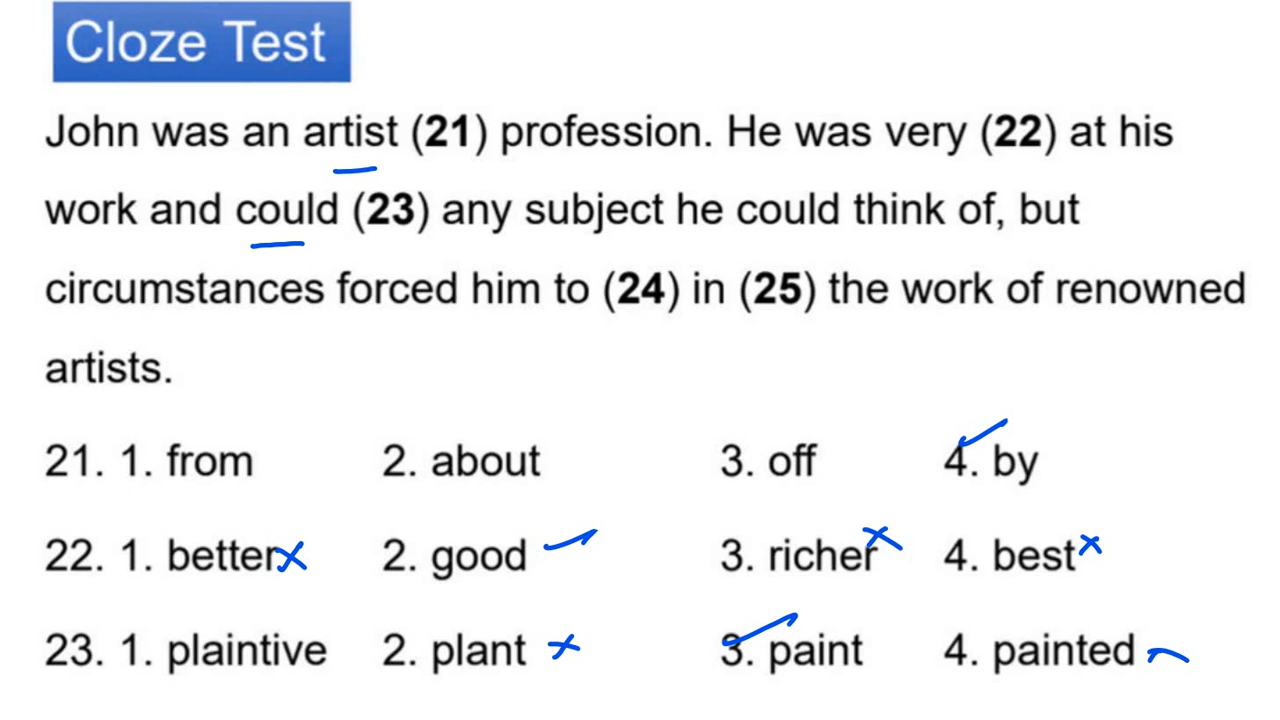 Cloze Test
John was an artist (21) profession. He was very (22) at his
work and could (23) any subject he could think of, but
circumstances forced him to (24) in (25) the work of renowned
artists.
21. 1. from 2. about 3. off 4. by
22. 1. better 2. good 3. richer 4. best
23. 1. plaintive 2. plant 3. paint 4. painted